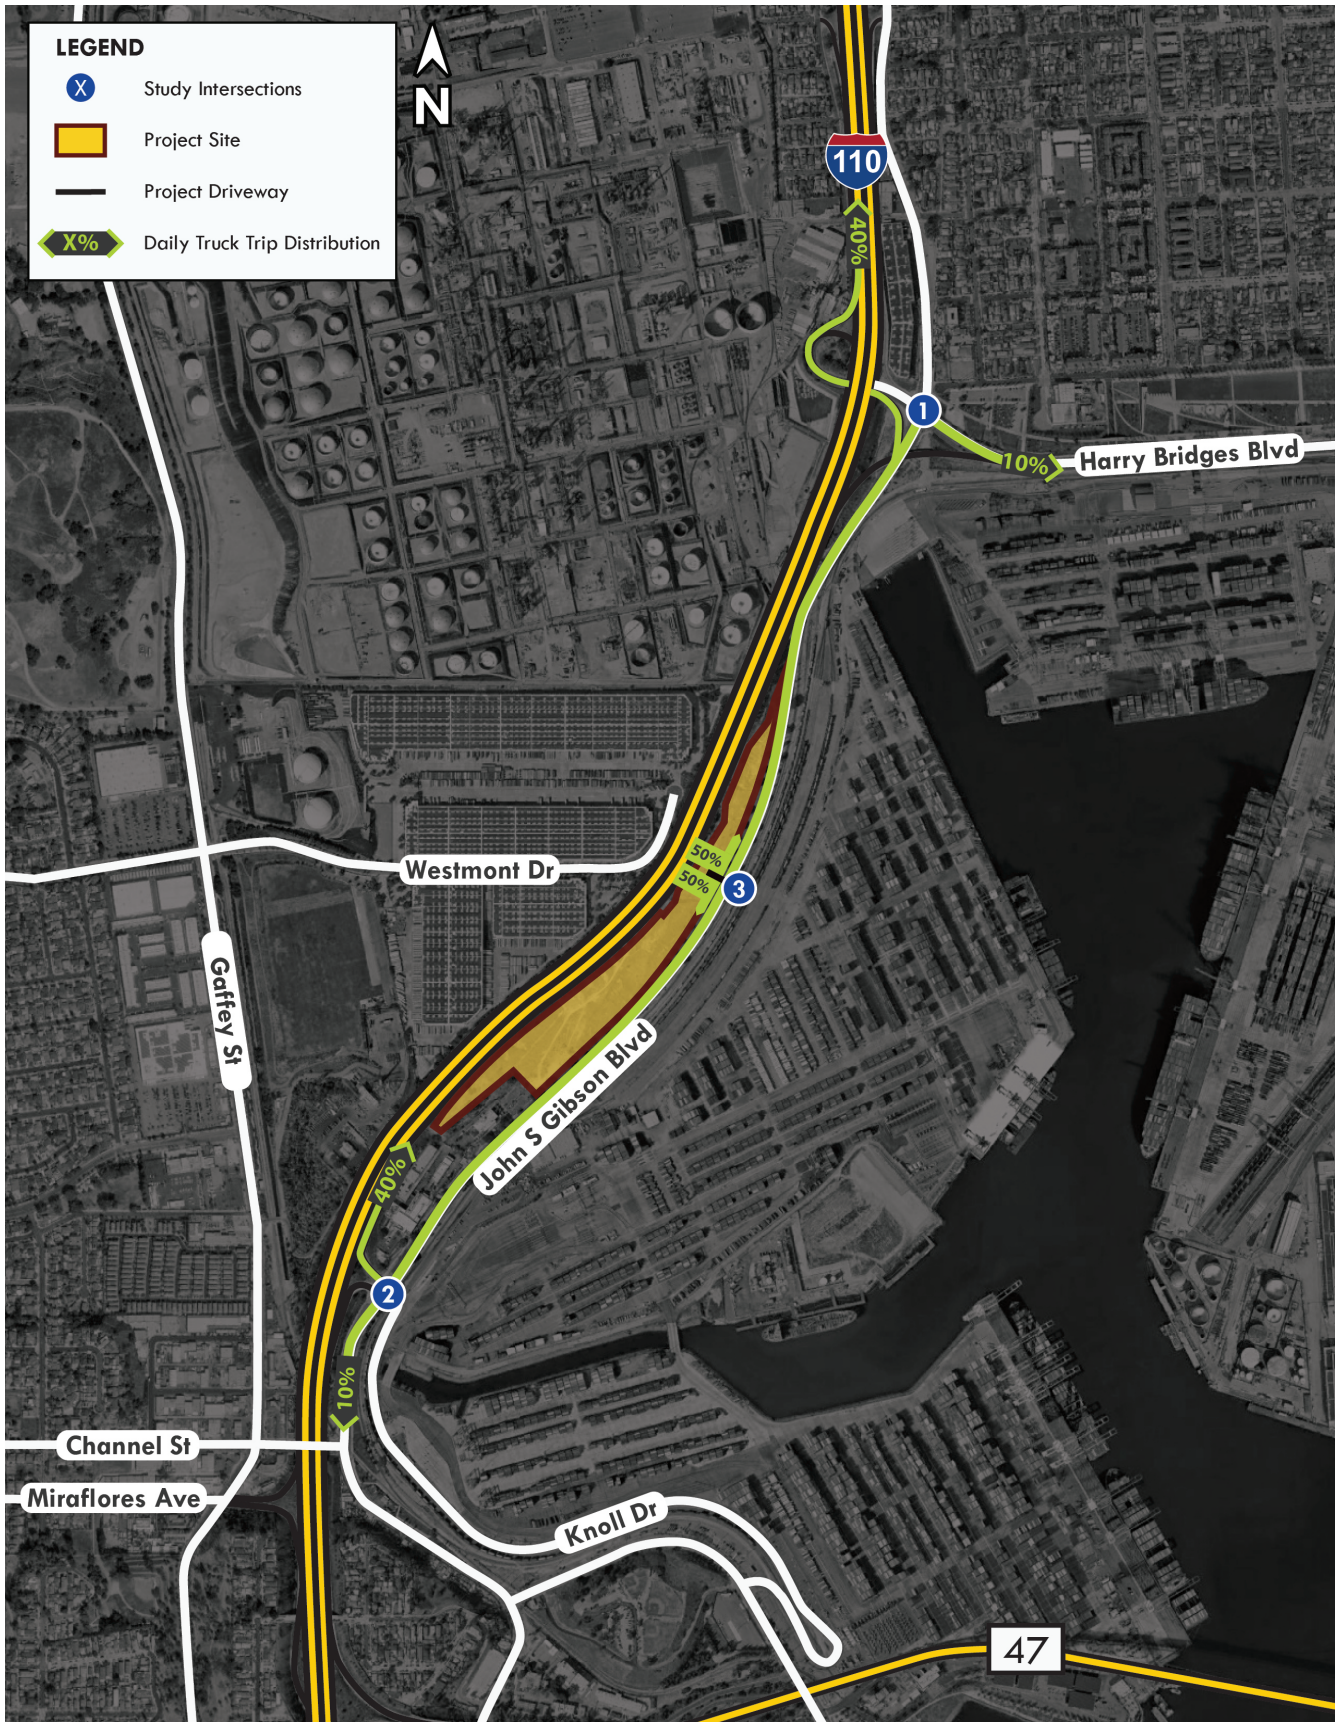 LEGEND
X
Study Intersections
Project Site
Project Driveway
X%
Daily Truck Trip Distribution
N
110
40%
1
10%
Harry Bridges Blvd
Westmont Dr
50%
50%
3
Gaffey St
John S Gibson Blvd
40%
2
10%
Channel St
Miraflores Ave
Knoll Dr
47